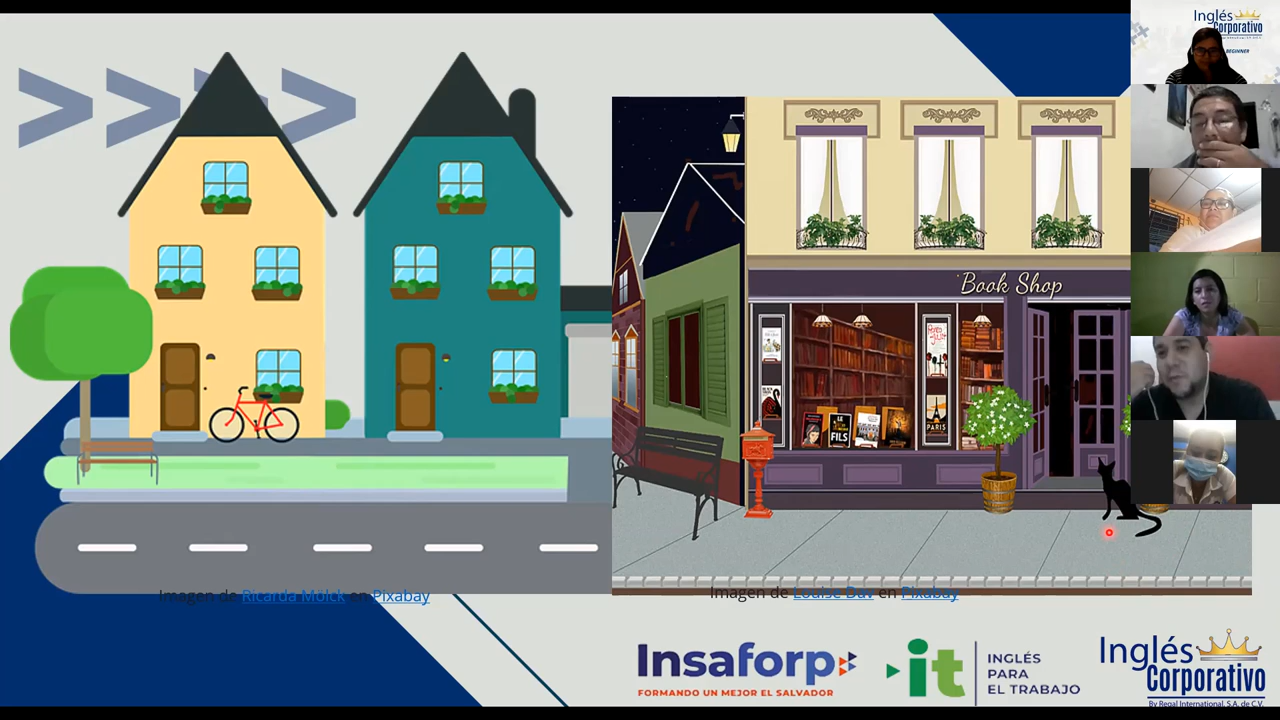 Inglés
Corporativo
BEGINNER
Book Shop
PARIS
LE
FILS
Imagen de Ricarda Mölck en Pixabay
Imagen de Louise Dav en Pixabay
Insaforp
FORMANDO UN MEJOR EL SALVADOR
it
INGLÉS
PARA
EL TRABAJO
Inglés
Corporativo
By Regal International, S.A. de C.V.